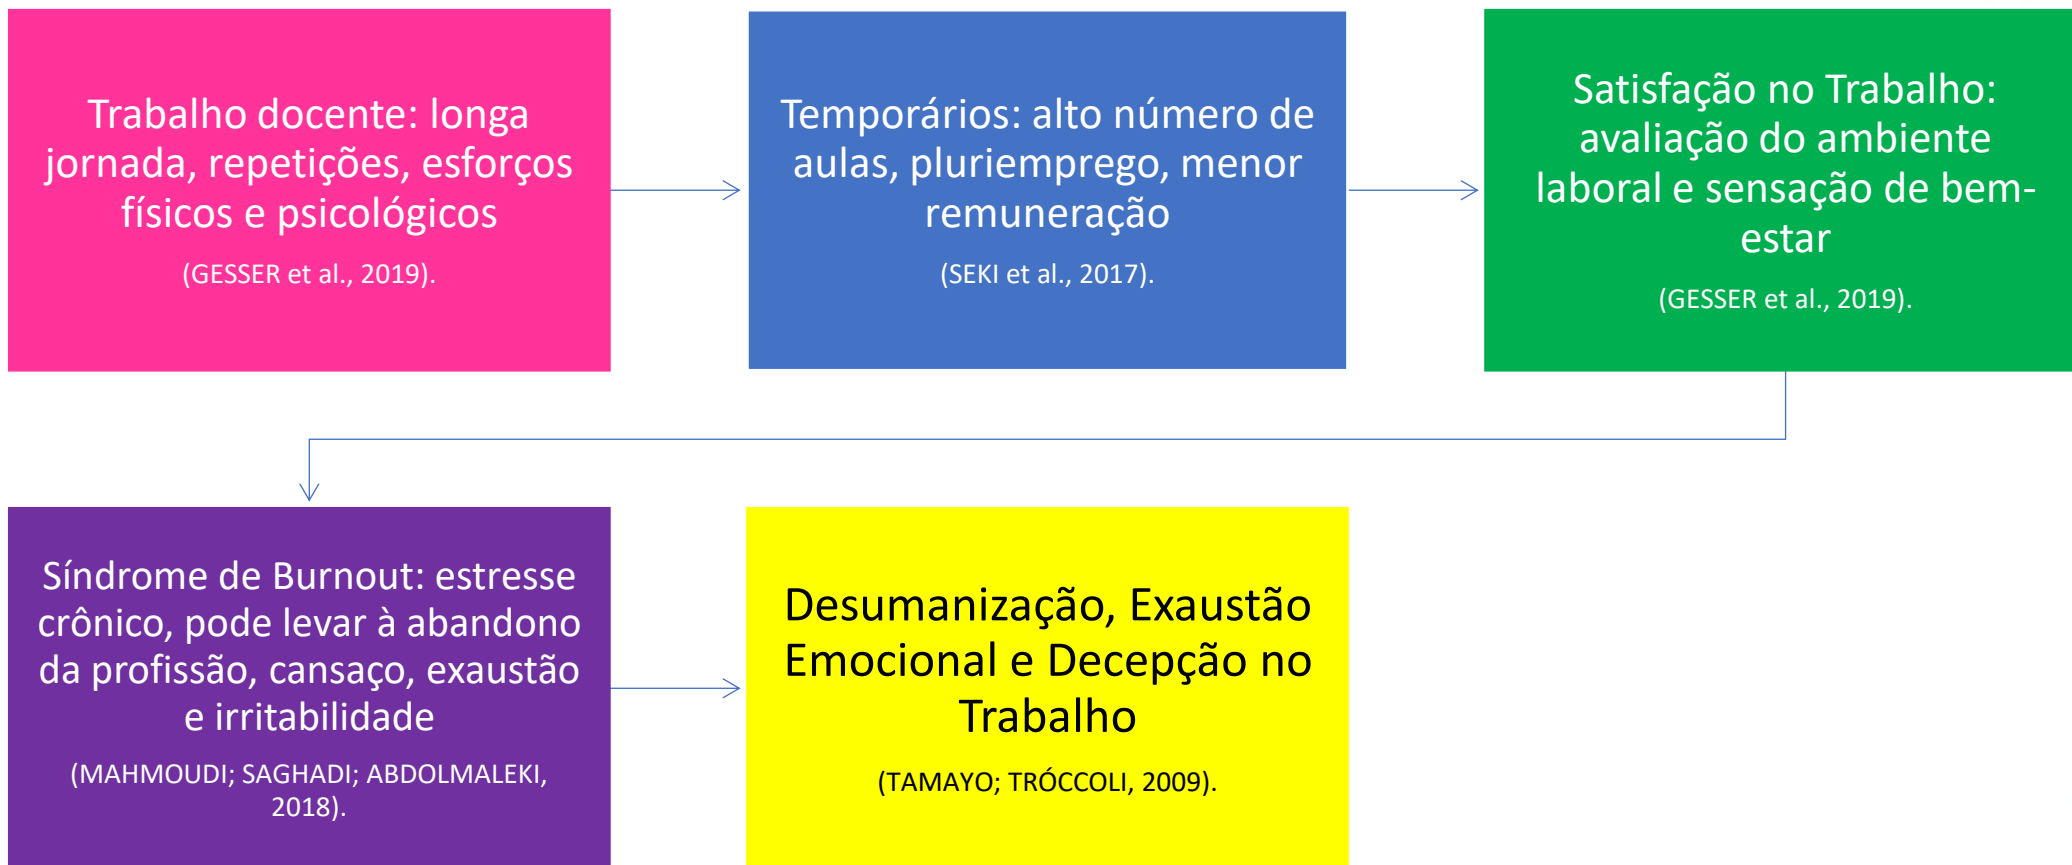 Trabalho docente: longa
jornada, repetições, esforços
físicos e psicológicos
(GESSER et al., 2019).
Temporários: alto número de
aulas, pluriemprego, menor
remuneração
(SEKI et al., 2017).
Satisfação no Trabalho:
avaliação do ambiente
laboral e sensação de bem-
estar
(GESSER et al., 2019).
Síndrome de Burnout: estresse
crônico, pode levar à abandono
da profissão, cansaço, exaustão
e irritabilidade
(MAHMOUDI; SAGHADI; ABDOLMALEKI,
2018).
Desumanização, Exaustão
Emocional e Decepção no
Trabalho
(TAMAYO; TRÓCCOLI, 2009).